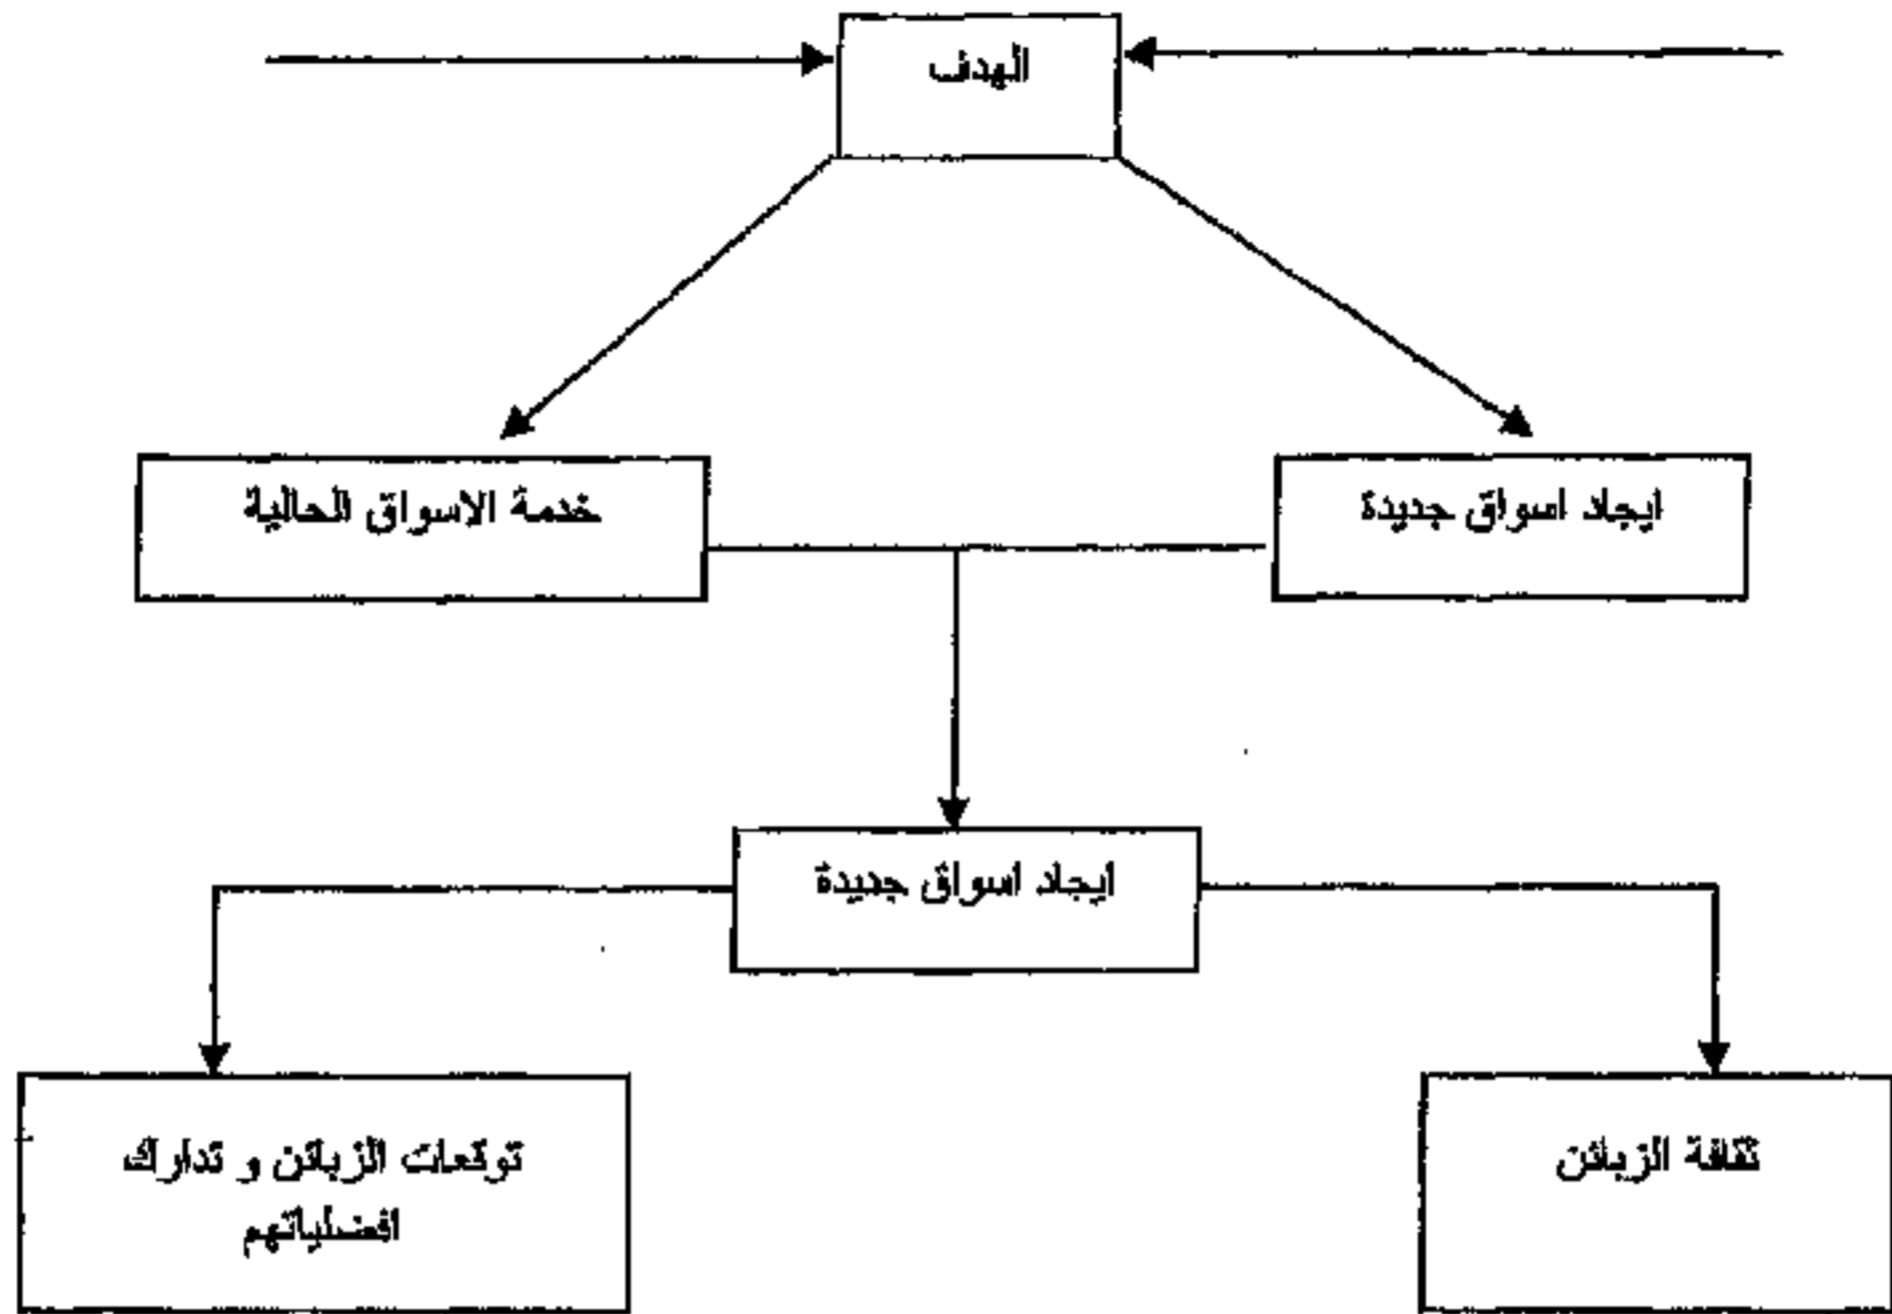 الهدف
ايجاد اسواق جديدة
خدمة الاسواق الحالية
ايجاد اسواق جديدة
ثقافة الزبائن
توقعات الزبائن و تدارك
افضلياتهم